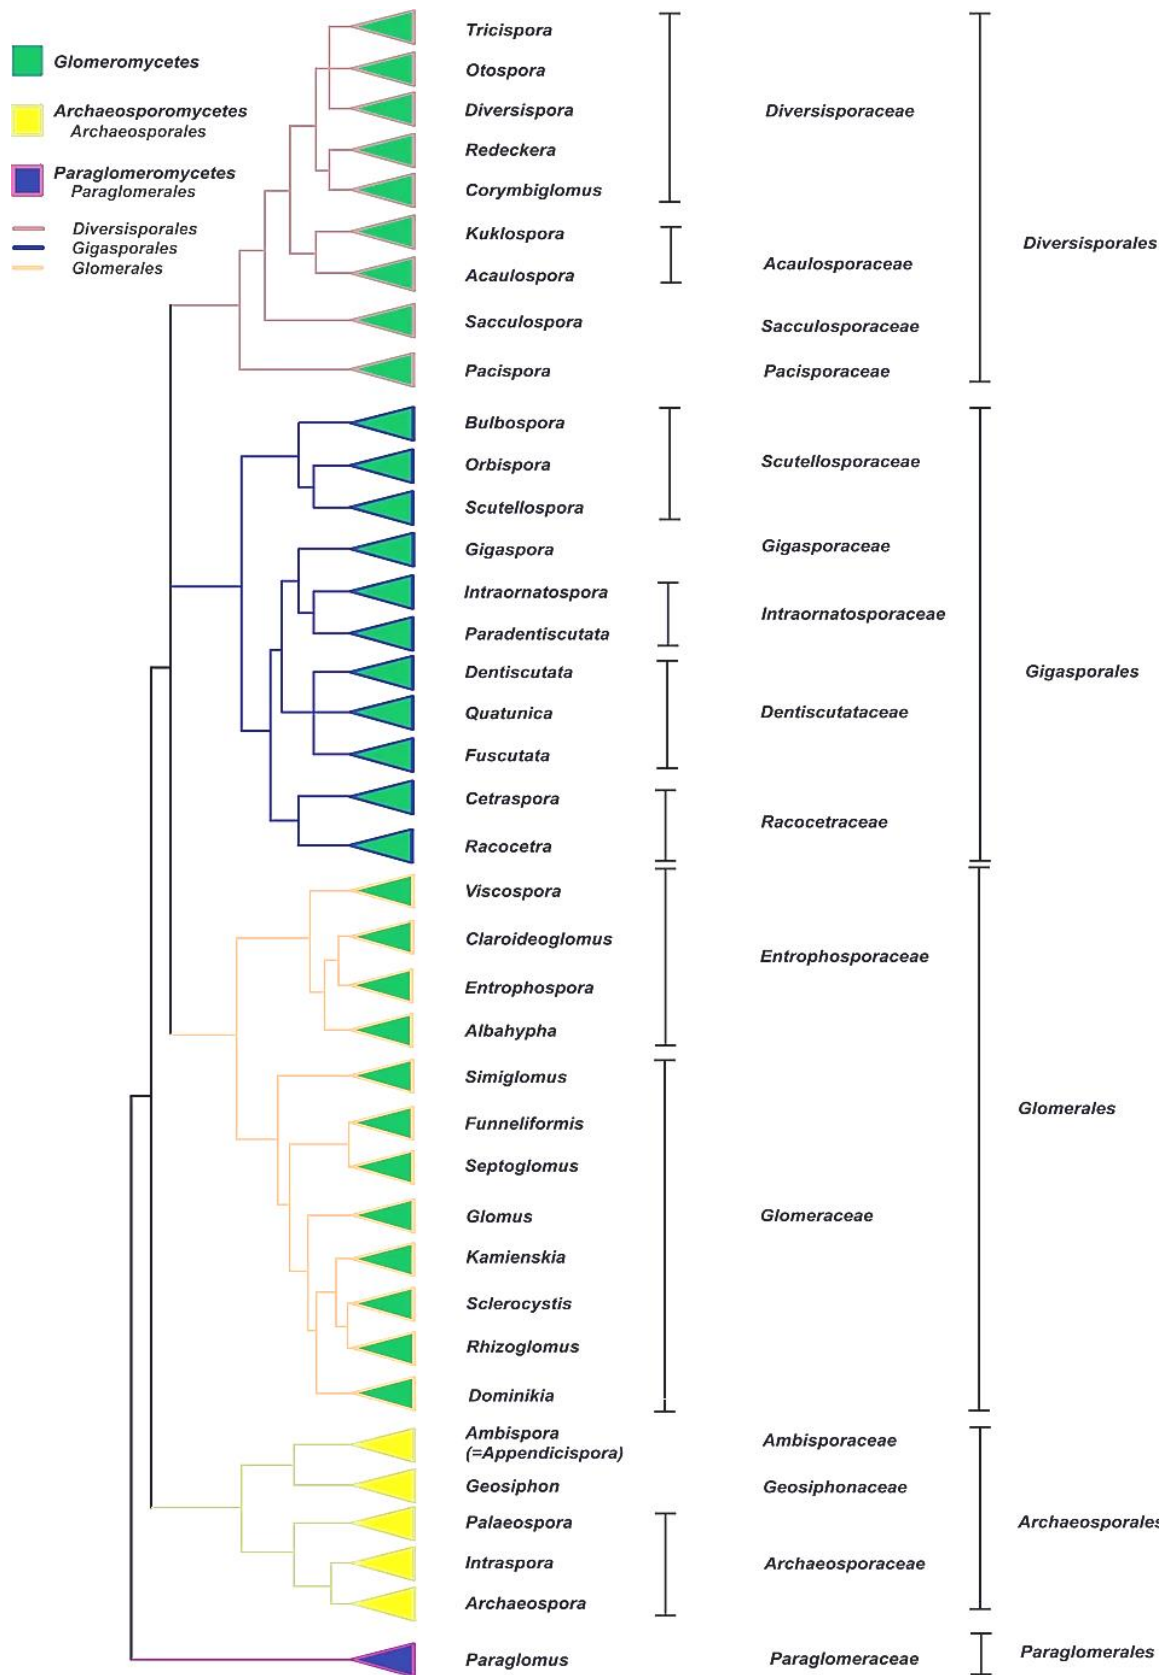 Glomeromycetes
Archaeosporomycetes
Archaeosporales
Paraglomeromycetes
Paraglomerales
Diversisporales
Gigasporales
Glomerales
Tricispora
Otospora
Diversispora
Redeckera
Corymbiglomus
Kuklospora
Acaulospora
Sacculospora
Pacispora
Bulbospora
Orbispora
Scutellospora
Gigaspora
Intraornatospora
Paradentiscutata
Dentiscutata
Quatunica
Fuscutata
Cetraspora
Racocetra
Viscospora
Claroideoglomus
Entrophospora
Albahypha
Simiglomus
Funneliformis
Septoglomus
Glomus
Kamienskia
Sclerocystis
Rhizoglomus
Dominikia
Ambispora
(=Appendicispora)
Geosiphon
Palaeospora
Intraspora
Archaeospora
Paraglomus
Diversisporaceae
Acaulosporaceae
Sacculosporaceae
Pacisporaceae
Scutellosporaceae
Gigasporaceae
Intraornatosporaceae
Dentiscutataceae
Racocetraceae
Entrophosporaceae
Glomeraceae
Ambisporaceae
Geosiphonaceae
Archaeosporaceae
Paraglomeraceae
Diversisporales
Gigasporales
Glomerales
Archaeosporales
Paraglomerales